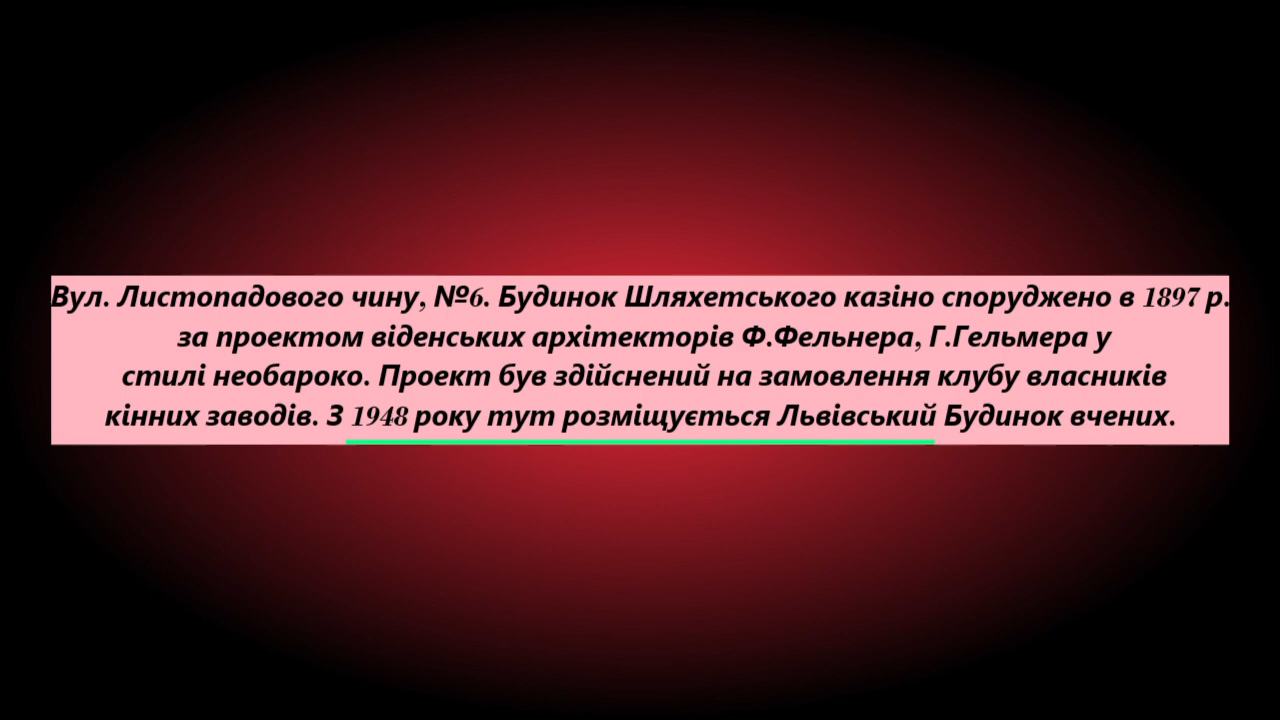 Вул. Листопадового чину, №6. Будинок Шляхетського казіно споруджено в 1897 р.
за проектом віденських архітекторів Ф.Фельнера, Г.Гельмера у
стилі необароко. Проект був здійснений на замовлення клубу власників
кінних заводів. З 1948 року тут розміщується Львівський Будинок вчених.